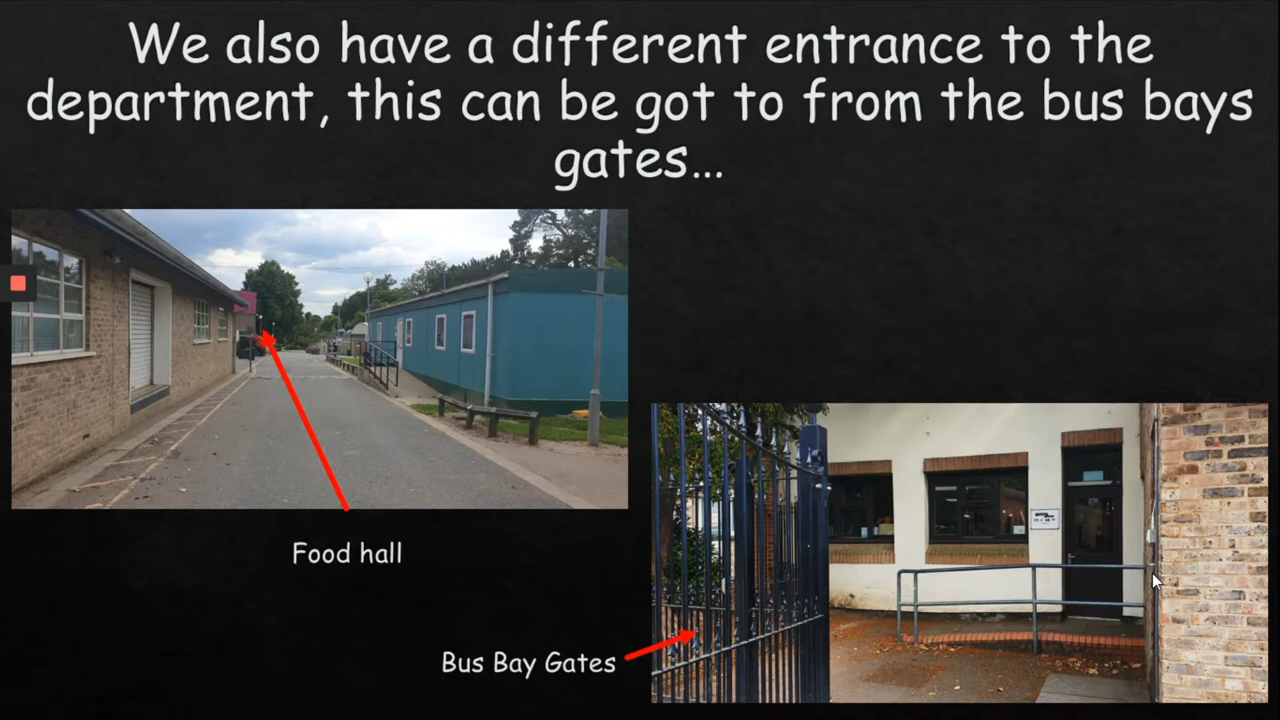 We also have a different entrance to the
department, this can be got to from the bus bays
gates...
Food hall
Bus Bay Gates